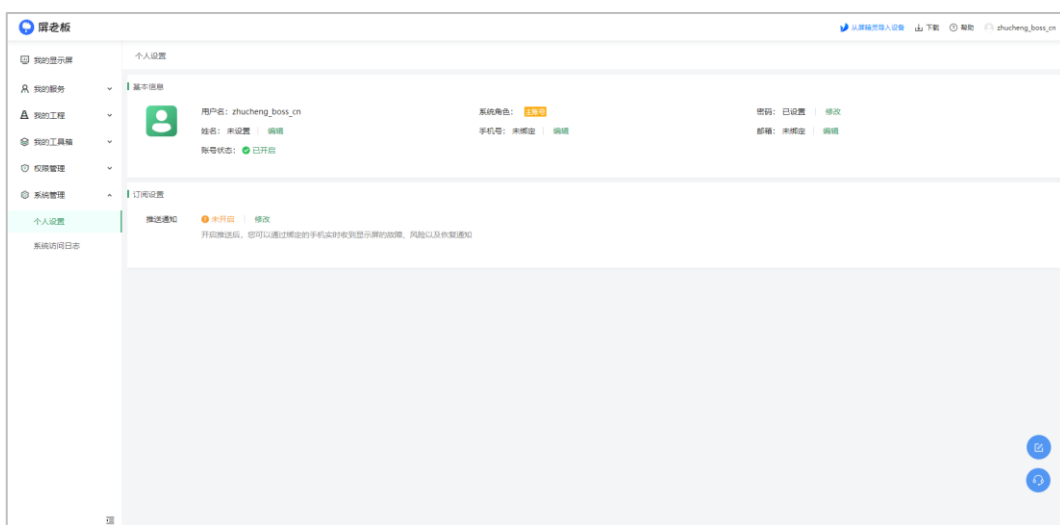 屏老板
从屏精灵导入设备 下载 帮助 zhucheng_boss_cn
我的显示屏
我的服务
我的工程
我的工具箱
权限管理
系统管理
个人设置
系统访问日志
个人设置
基本信息
用户名: zhucheng_boss_cn 系统角色: 主账号 密码: 已设置 修改
姓名: 未设置 编辑 手机号: 未绑定 编辑 邮箱: 未绑定 编辑
账号状态: 已开启
订阅设置
推送通知 未开启 修改
开启推送后，您可以通过绑定的手机实时收到显示屏的故障、风险以及恢复通知